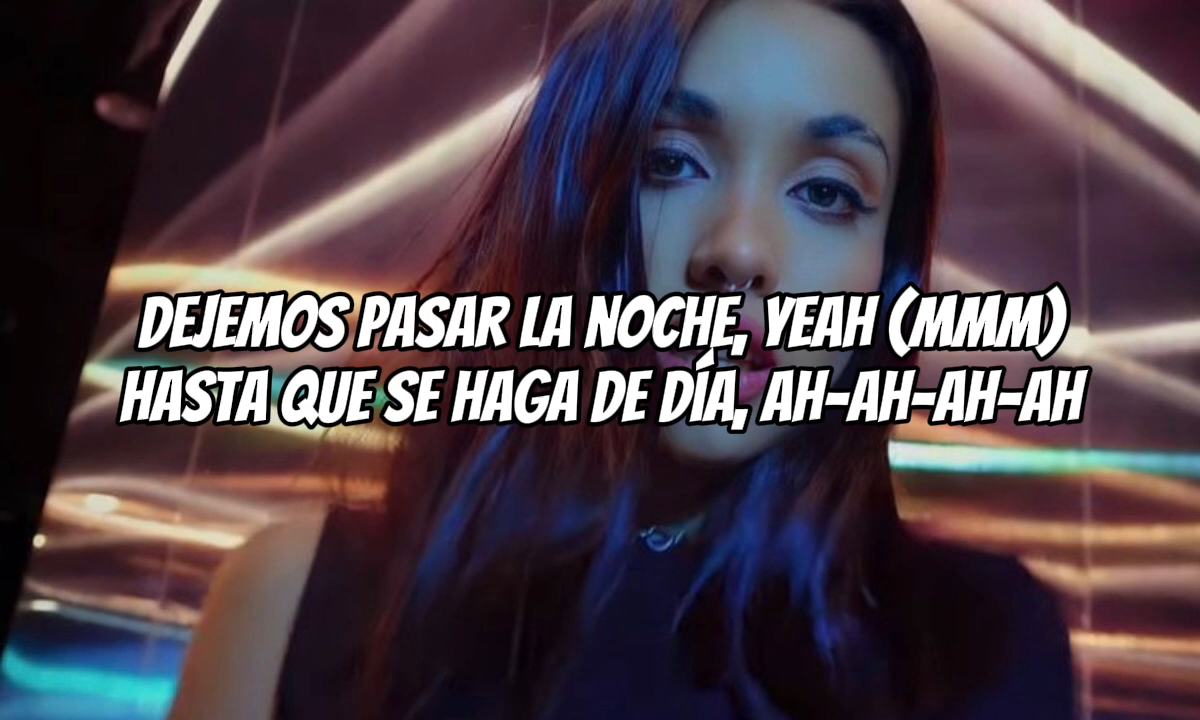 DEJEMOS PASAR LA NOCHE, YEAH (MMM)
HASTA QUE SE HAGA DE DÍA, AH-AH-AH-AH